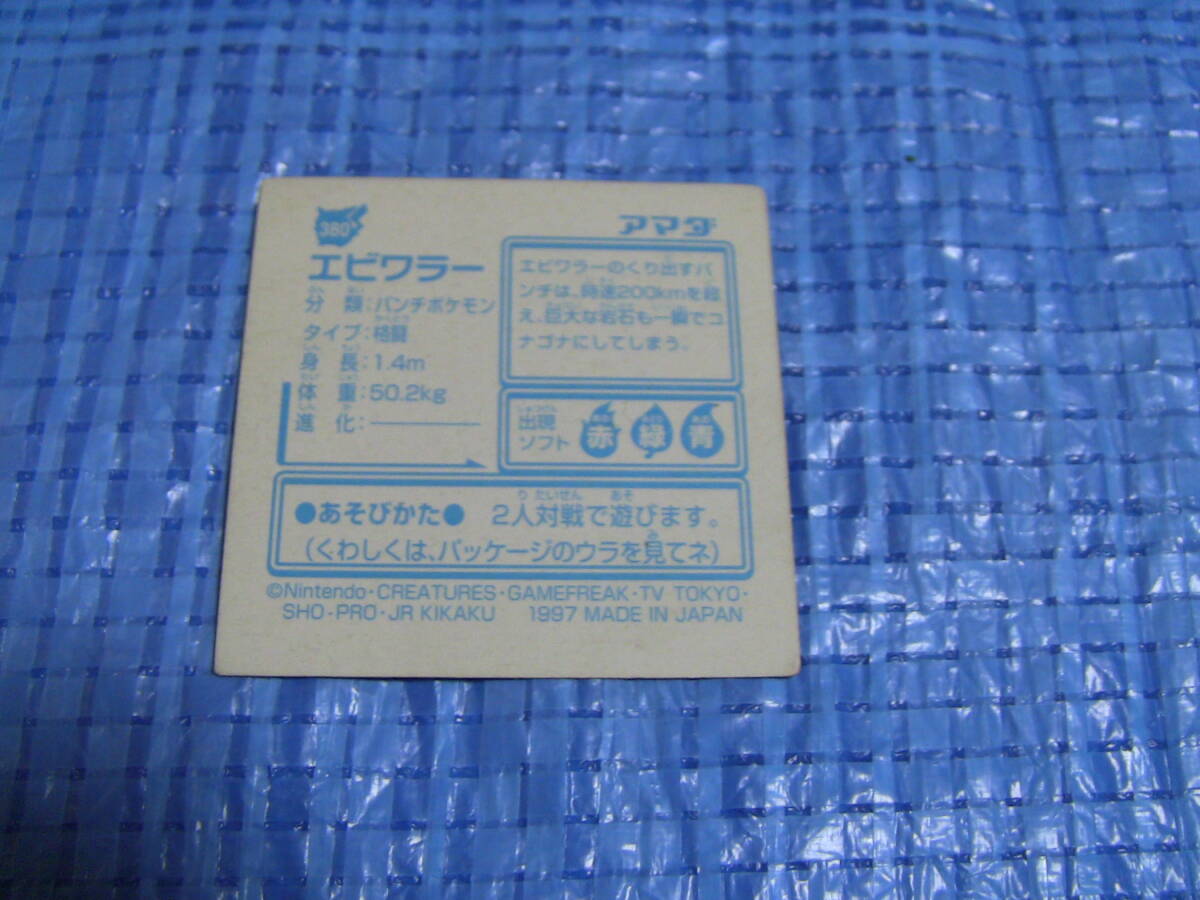 380
アマダ
エビワラー
分類:パンチポケモン
タイプ:格闘
身長:1.4m
体重:50.2kg
進化:————
エビワラーのくり出すパ
ンチは、時速200kmを超
え、巨大な岩石も一瞬でコ
ナゴナにしてしまう。
出現
ソフト
赤 緑 青
●あそびかた● 2人対戦で遊びます。
(くわしくは、パッケージのウラを見てネ)
©Nintendo・CREATURES・GAMEFREAK・TV TOKYO・
SHO-PRO・JR KIKAKU 1997 MADE IN JAPAN